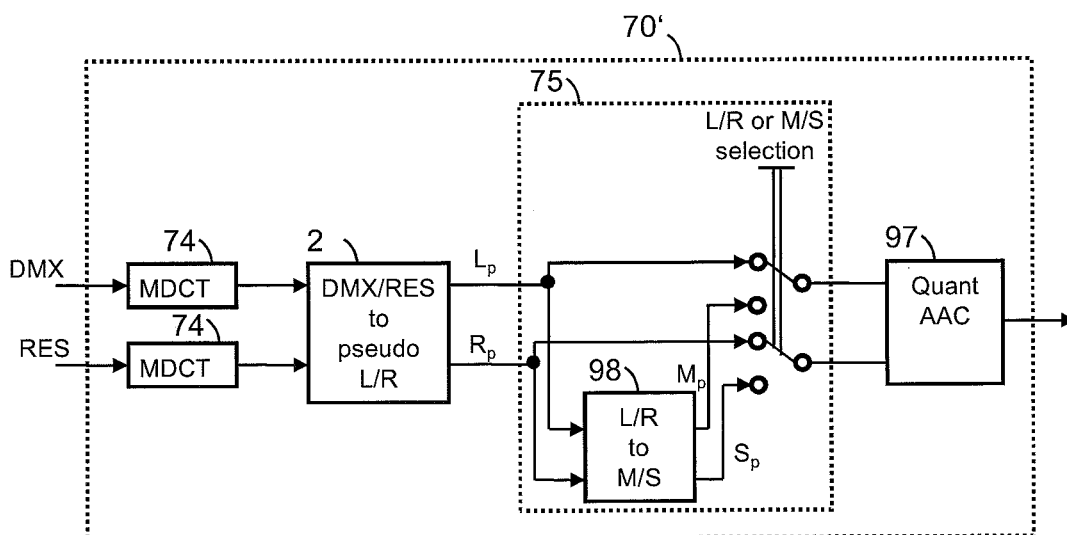 70‘
75
L/R or M/S
selection
DMX
74
MDCT
2
DMX/RES
to
pseudo
L/R
Lp
97
Quant
AAC
RES
74
MDCT
Rp
98
L/R
to
M/S
Mp
Sp